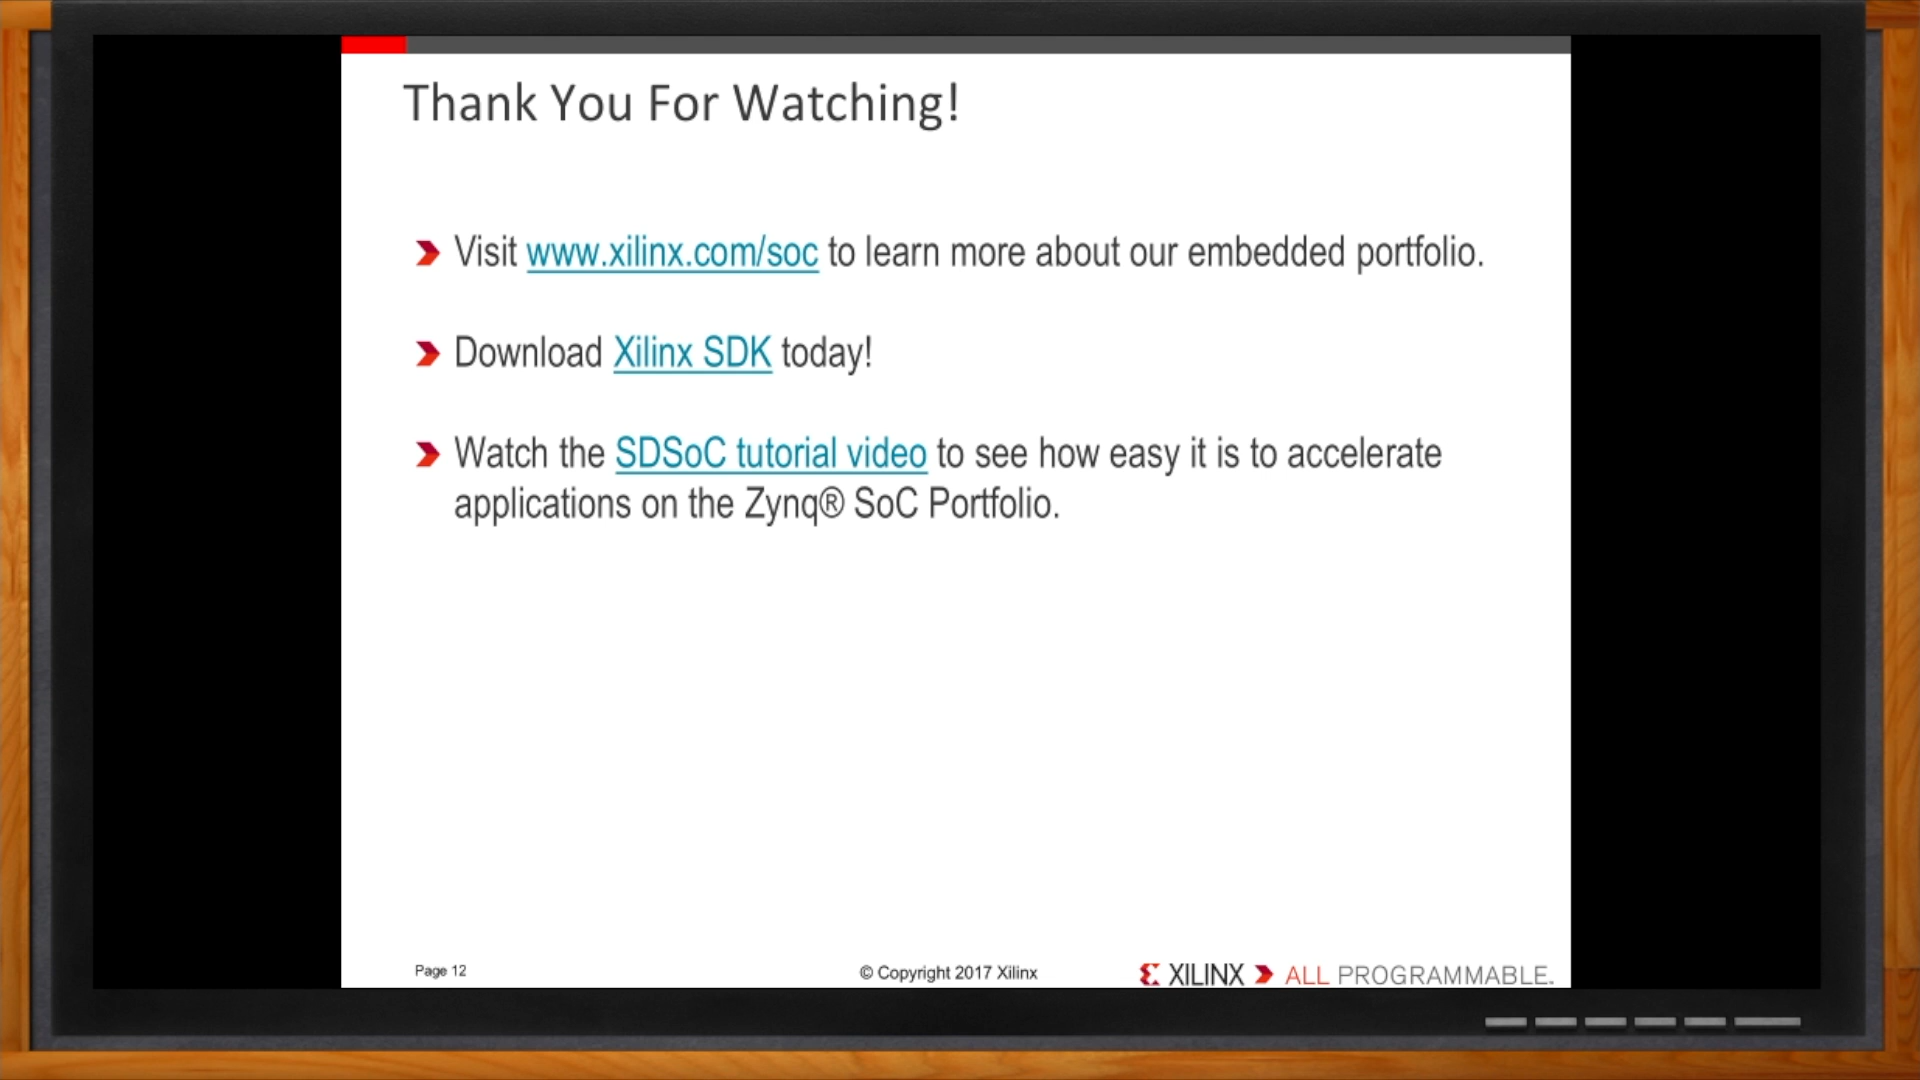 Thank You For Watching!
Visit www.xilinx.com/soc to learn more about our embedded portfolio.
Download Xilinx SDK today!
Watch the SDSoC tutorial video to see how easy it is to accelerate
applications on the Zynq® SoC Portfolio.
Page 12
© Copyright 2017 Xilinx
XILINX ALL PROGRAMMABLE.